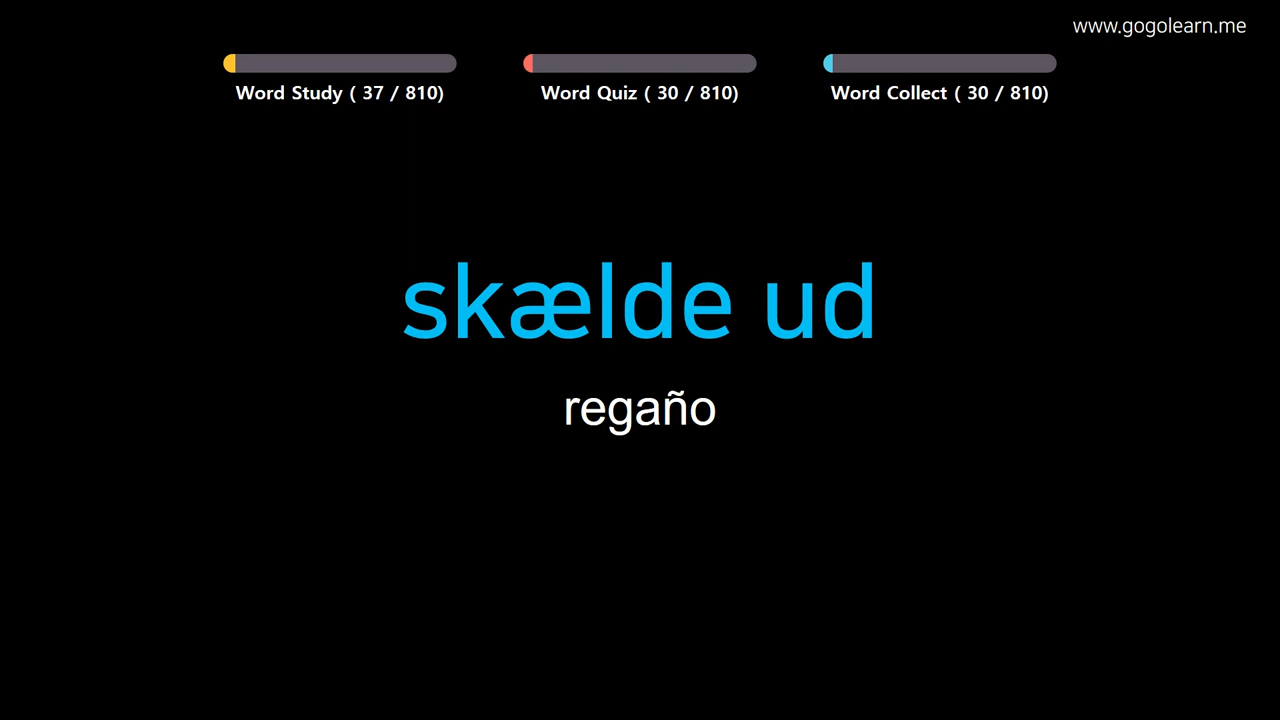 www.gogolearn.me
Word Study ( 37 / 810)
Word Quiz ( 30 / 810)
Word Collect ( 30 / 810)
skælde ud
regaño